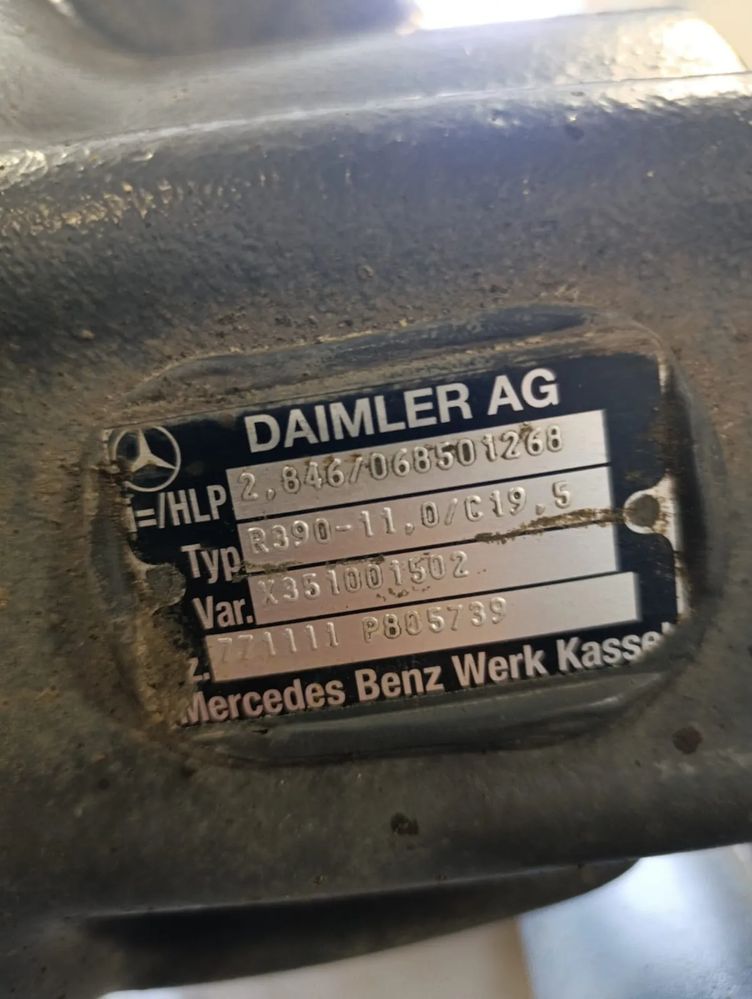 DAIMLER AG
i=/HLP 2,846/068501268
Typ R390-11,0/C19,5
Var. X351001502
z. 771111 P805739
Mercedes Benz Werk Kassel